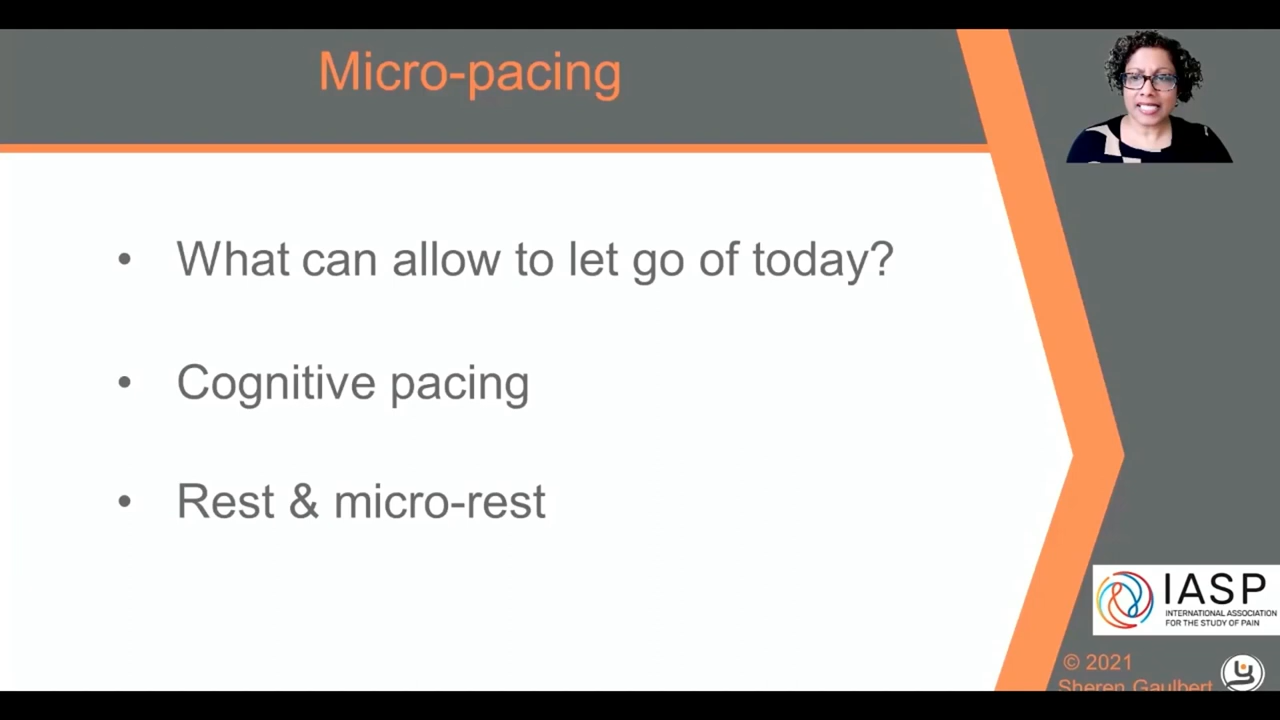 Micro-pacing
• What can allow to let go of today?
• Cognitive pacing
• Rest & micro-rest
IASP
INTERNATIONAL ASSOCIATION
FOR THE STUDY OF PAIN
© 2021
Sheren Gaulbert